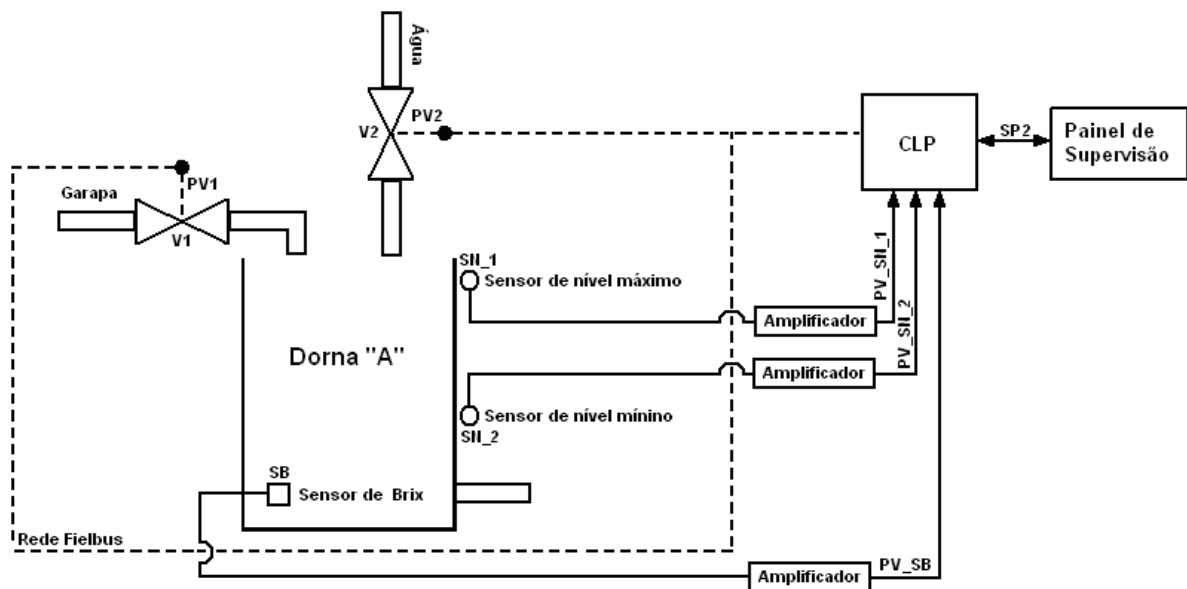 Água
PV2
V2
CLP
SP2
Painel de
Supervisão
PV1
Garapa
V1
SN_1
Sensor de nível máximo
PV_SN_1
PV_SN_2
Amplificador
Dorna "A"
Amplificador
Sensor de nível mínino
SN_2
SB
Sensor de Brix
Rede Fielbus
PV_SB
Amplificador